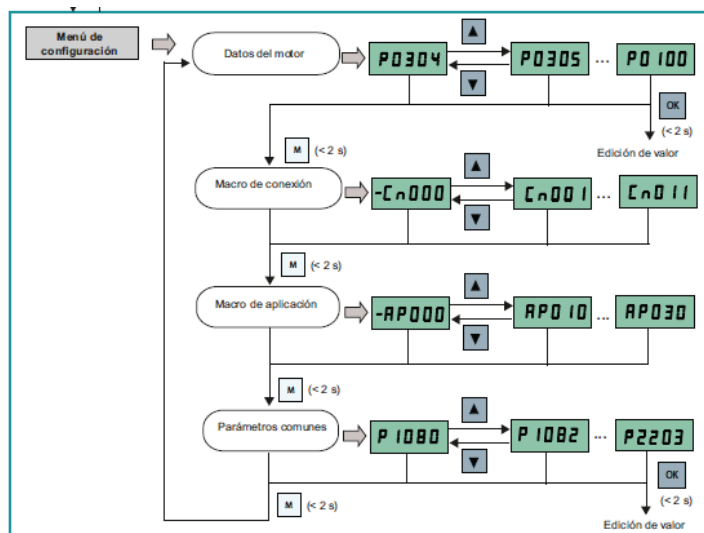 Menú de
configuración
Datos del motor
P0304
P0305
...
P0100
OK
(< 2 s)
Edición de valor
M (< 2 s)
Macro de conexión
-Cn000
Cn001
...
Cn011
M (< 2 s)
Macro de aplicación
-AP000
AP010
...
AP030
M (< 2 s)
Parámetros comunes
P1080
P1082
...
P2203
OK
(< 2 s)
M (< 2 s)
Edición de valor